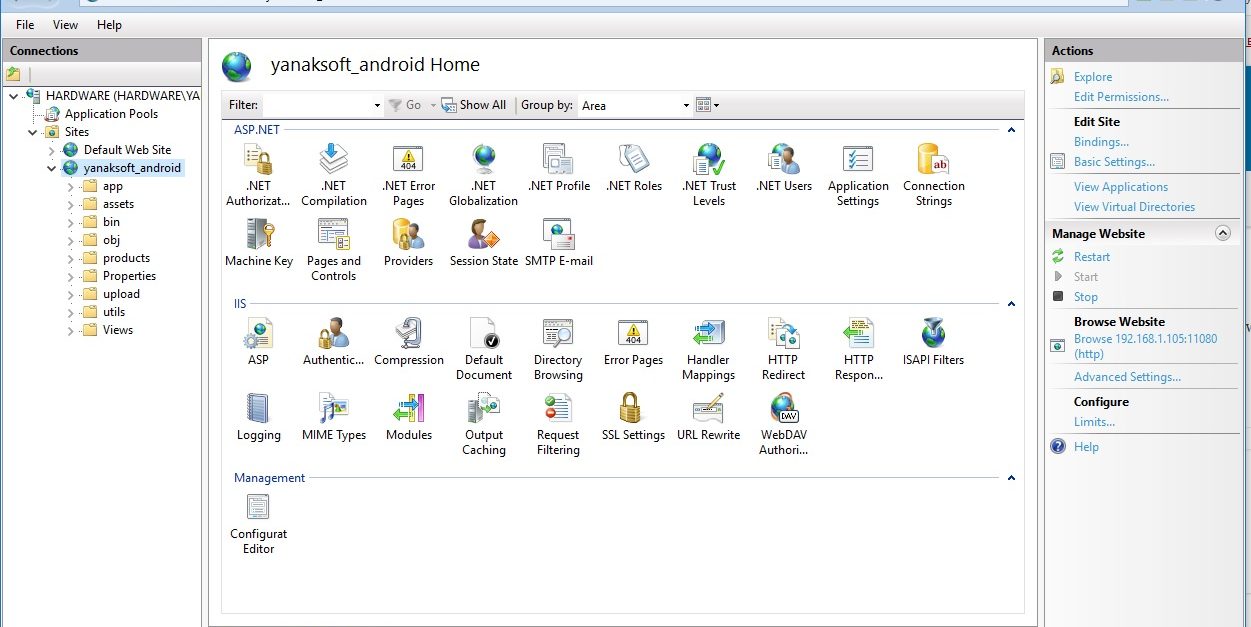 File View Help
Connections
HARDWARE (HARDWARE\YA
Application Pools
Sites
Default Web Site
yanaksoft_android
app
assets
bin
obj
products
Properties
upload
utils
Views
yanaksoft_android Home
Filter: Go Show All Group by: Area
ASP.NET
.NET Authorizat...
.NET Compilation
.NET Error Pages
.NET Globalization
.NET Profile
.NET Roles
.NET Trust Levels
.NET Users
Application Settings
Connection Strings
Machine Key
Pages and Controls
Providers
Session State
SMTP E-mail
IIS
ASP
Authentic...
Compression
Default Document
Directory Browsing
Error Pages
Handler Mappings
HTTP Redirect
HTTP Respon...
ISAPI Filters
Logging
MIME Types
Modules
Output Caching
Request Filtering
SSL Settings
URL Rewrite
WebDAV Authori...
Management
Configurat
Editor
Actions
Explore
Edit Permissions...
Edit Site
Bindings...
Basic Settings...
View Applications
View Virtual Directories
Manage Website
Restart
Start
Stop
Browse Website
Browse 192.168.1.105:11080
(http)
Advanced Settings...
Configure
Limits...
Help